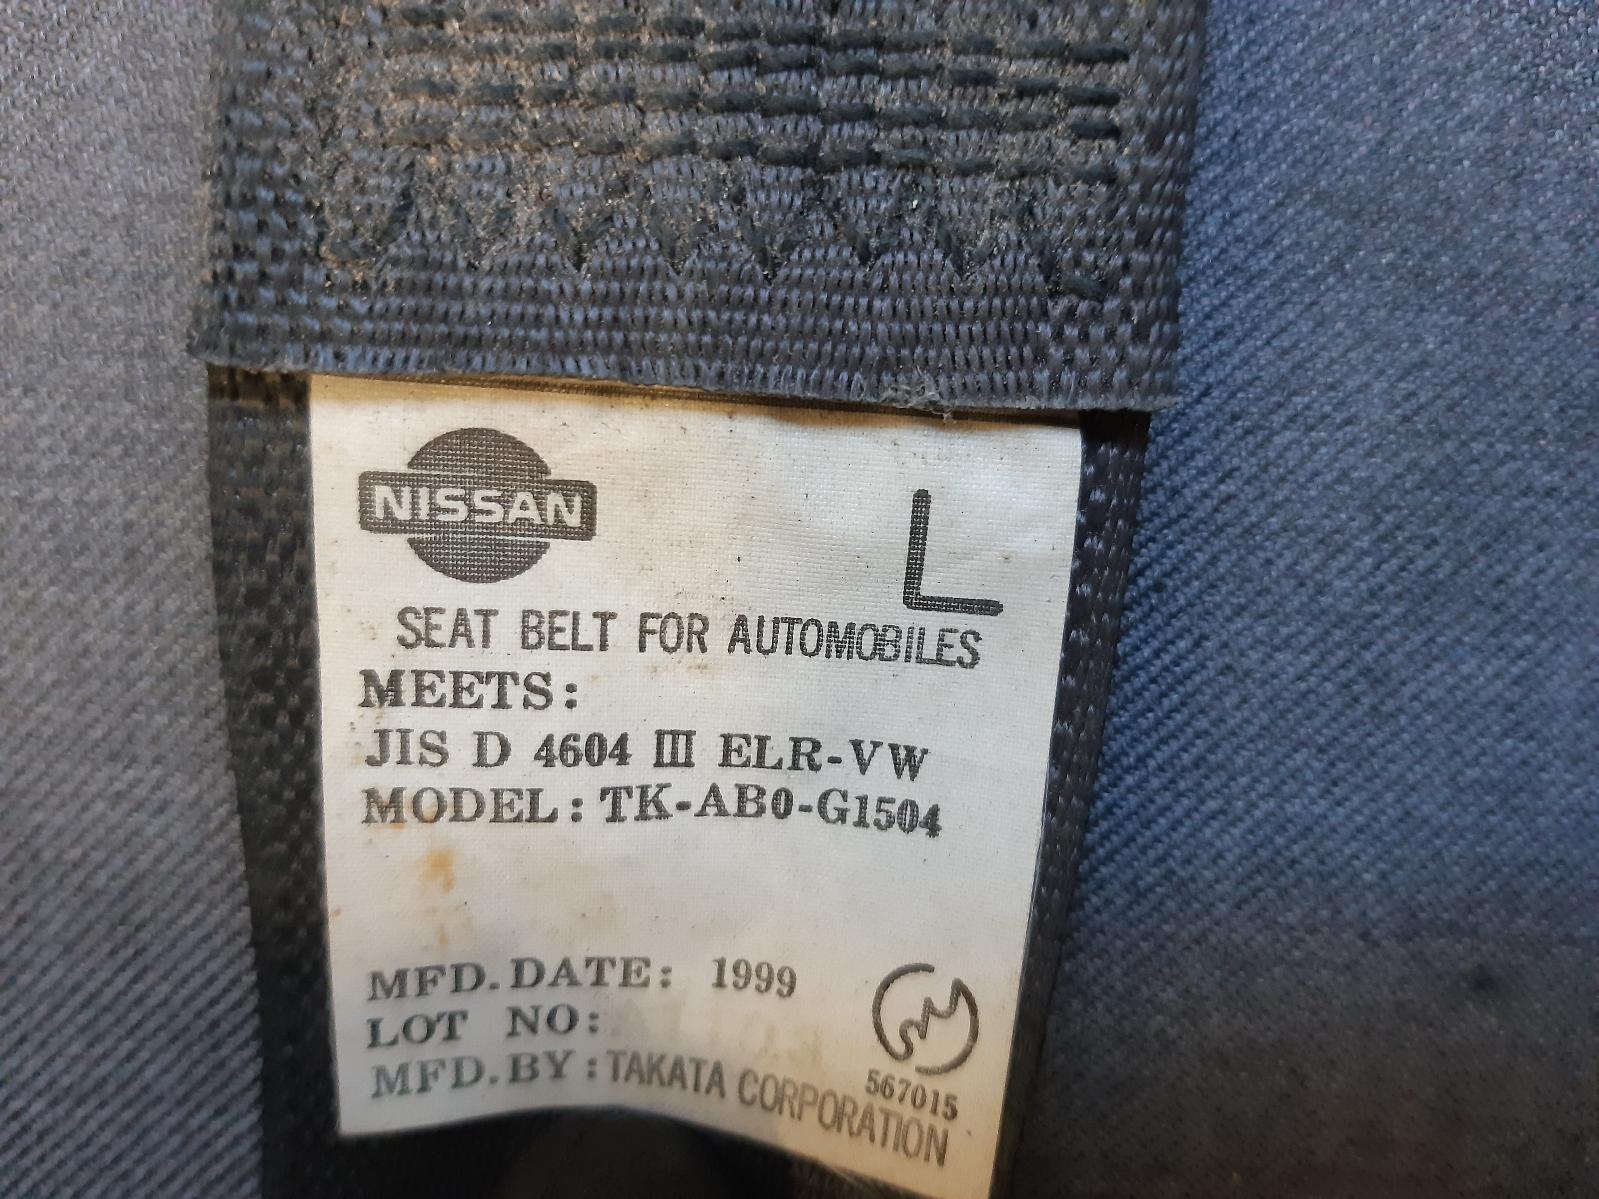 NISSAN
L
SEAT BELT FOR AUTOMOBILES
MEETS:
JIS D 4604 III ELR-VW
MODEL: TK-AB0-G1504
MFD.DATE: 1999
LOT NO:
567015
MFD.BY: TAKATA CORPORATION